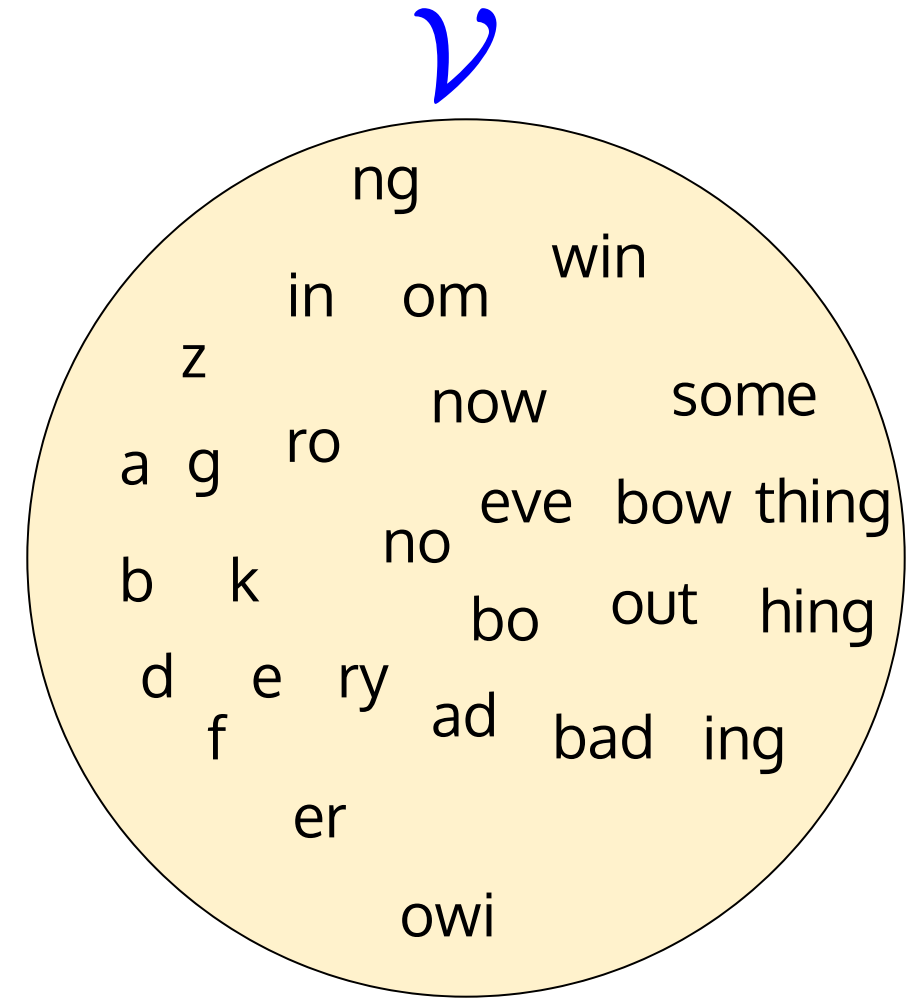 𝒱
ng
win
in om
z
now some
a g ro
eve bow thing
no
b k
bo out hing
d e ry
ad
f bad ing
er
owi